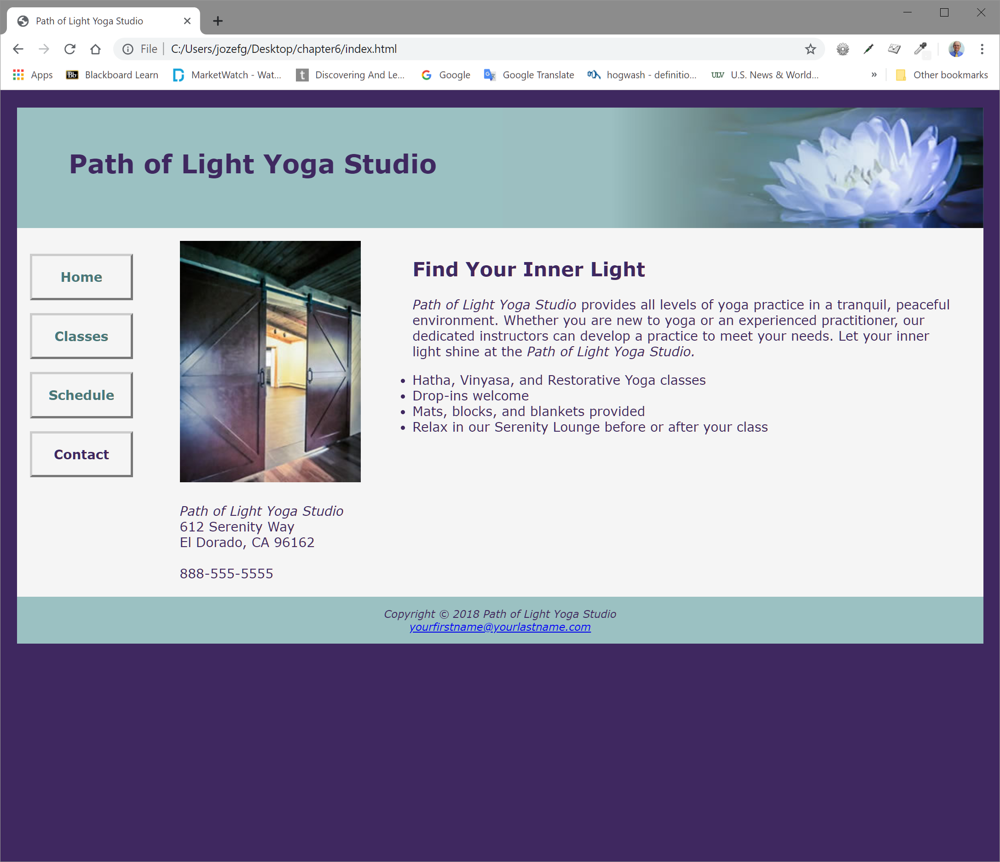 Path of Light Yoga Studio
File | C:/Users/jozefg/Desktop/chapter6/index.html
Apps Bb Blackboard Learn MarketWatch - Wat... t Discovering And Le... Google Google Translate hogwash - definitio... ULV U.S. News & World... » Other bookmarks
Path of Light Yoga Studio
Home
Classes
Schedule
Contact
Find Your Inner Light
Path of Light Yoga Studio provides all levels of yoga practice in a tranquil, peaceful
environment. Whether you are new to yoga or an experienced practitioner, our
dedicated instructors can develop a practice to meet your needs. Let your inner
light shine at the Path of Light Yoga Studio.
• Hatha, Vinyasa, and Restorative Yoga classes
• Drop-ins welcome
• Mats, blocks, and blankets provided
• Relax in our Serenity Lounge before or after your class
Path of Light Yoga Studio
612 Serenity Way
El Dorado, CA 96162
888-555-5555
Copyright © 2018 Path of Light Yoga Studio
yourfirstname@yourlastname.com